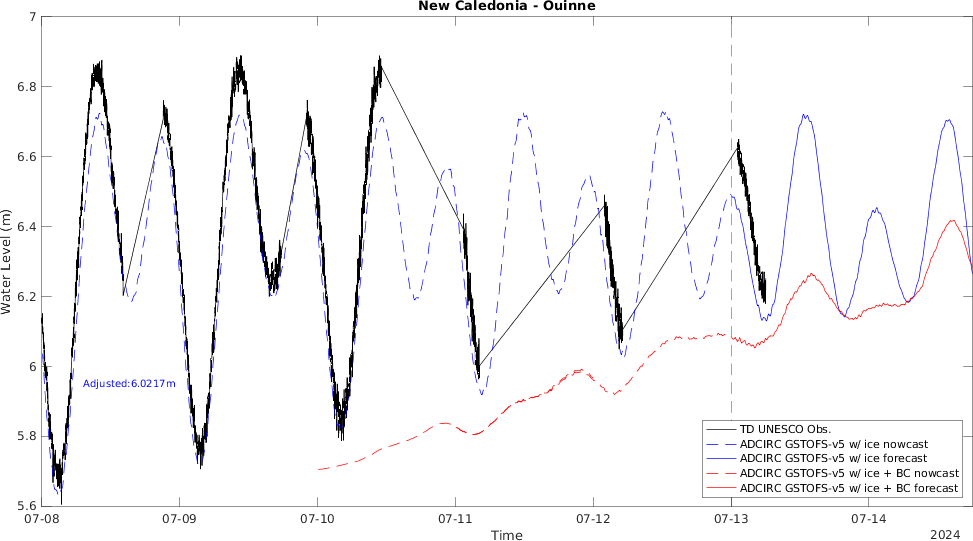 New Caledonia - Ouinne
7
6.8
6.6
6.4
6.2
6
5.8
5.6
Water Level (m)
Adjusted:6.0217m
TD UNESCO Obs.
ADCIRC GSTOFS-v5 w/ ice nowcast
ADCIRC GSTOFS-v5 w/ ice forecast
ADCIRC GSTOFS-v5 w/ ice + BC nowcast
ADCIRC GSTOFS-v5 w/ ice + BC forecast
07-08 07-09 07-10 07-11 07-12 07-13 07-14
Time
2024